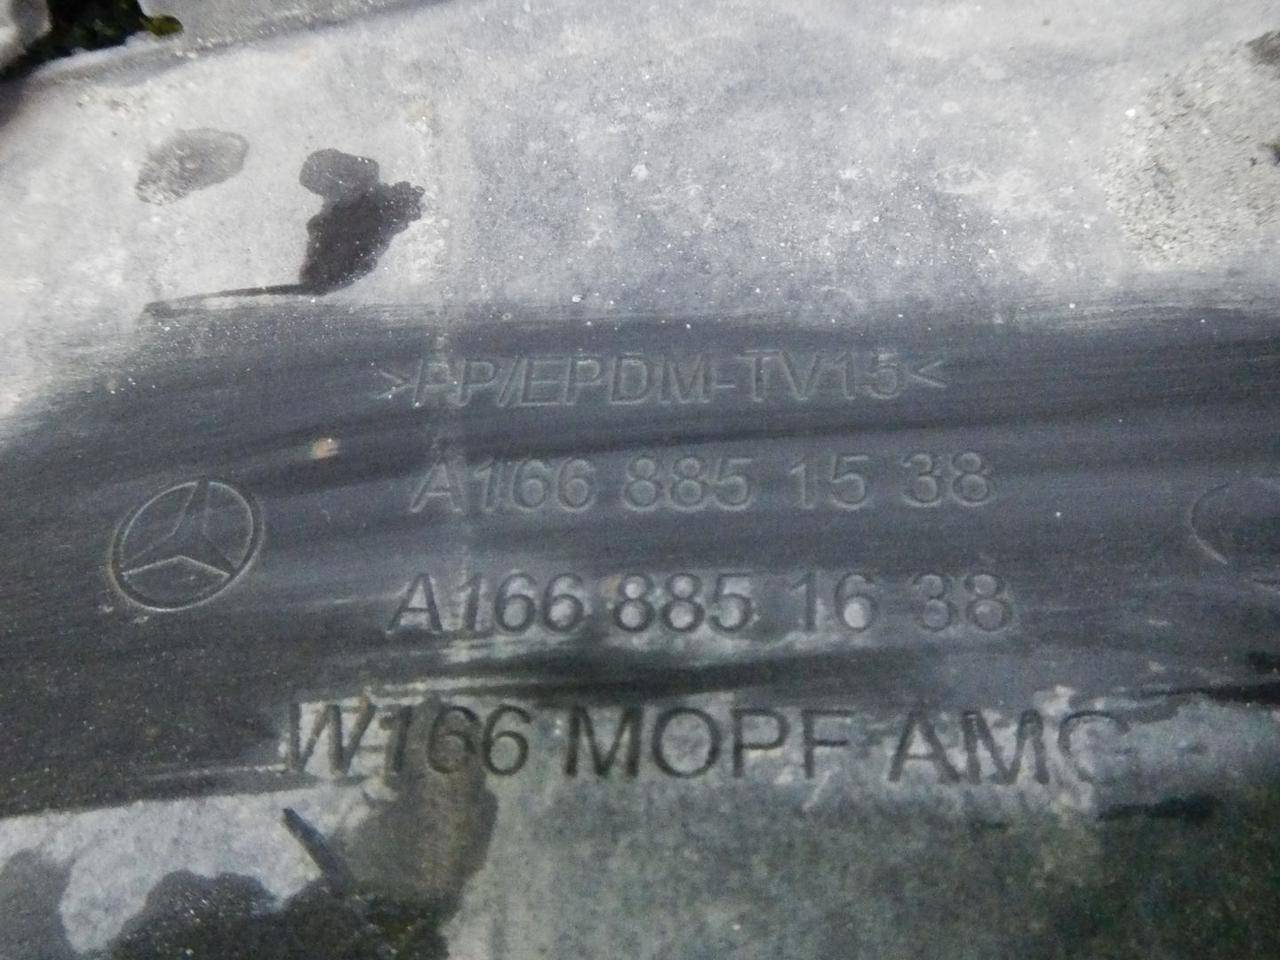 >PP/EPDM-TV15<
A166 885 15 38
A166 885 16 38
W166 MOPF AMG